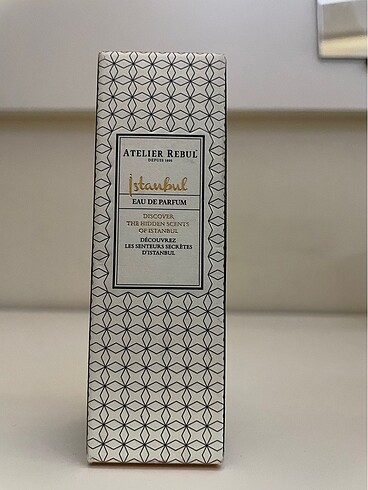 ATELIER REBUL
DEPUIS 1895
İstanbul
EAU DE PARFUM
DISCOVER
THE HIDDEN SCENTS
OF ISTANBUL
DÉCOUVREZ
LES SENTEURS SECRÈTES
D'ISTANBUL